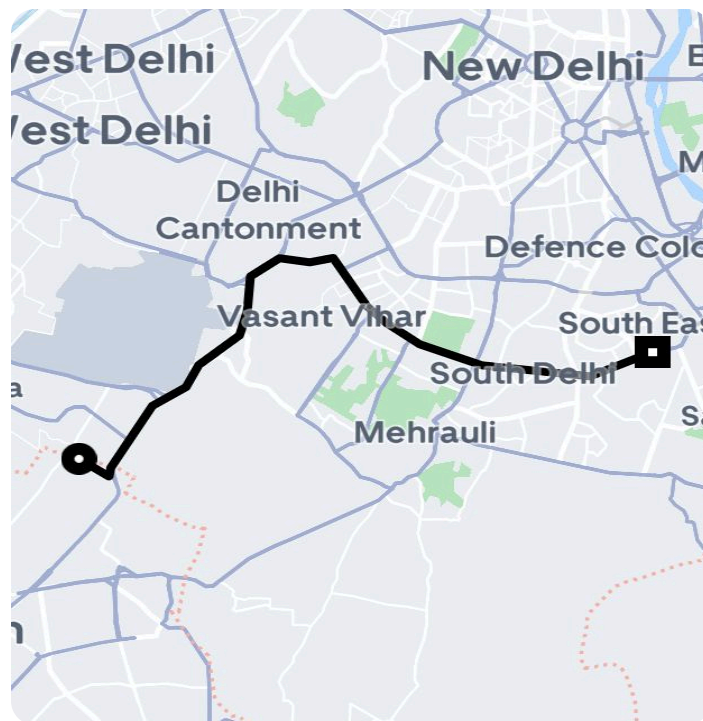 West Delhi
New Delhi
West Delhi
Delhi
Cantonment
Defence Colo
Vasant Vihar
South Eas
South Delhi
Mehrauli